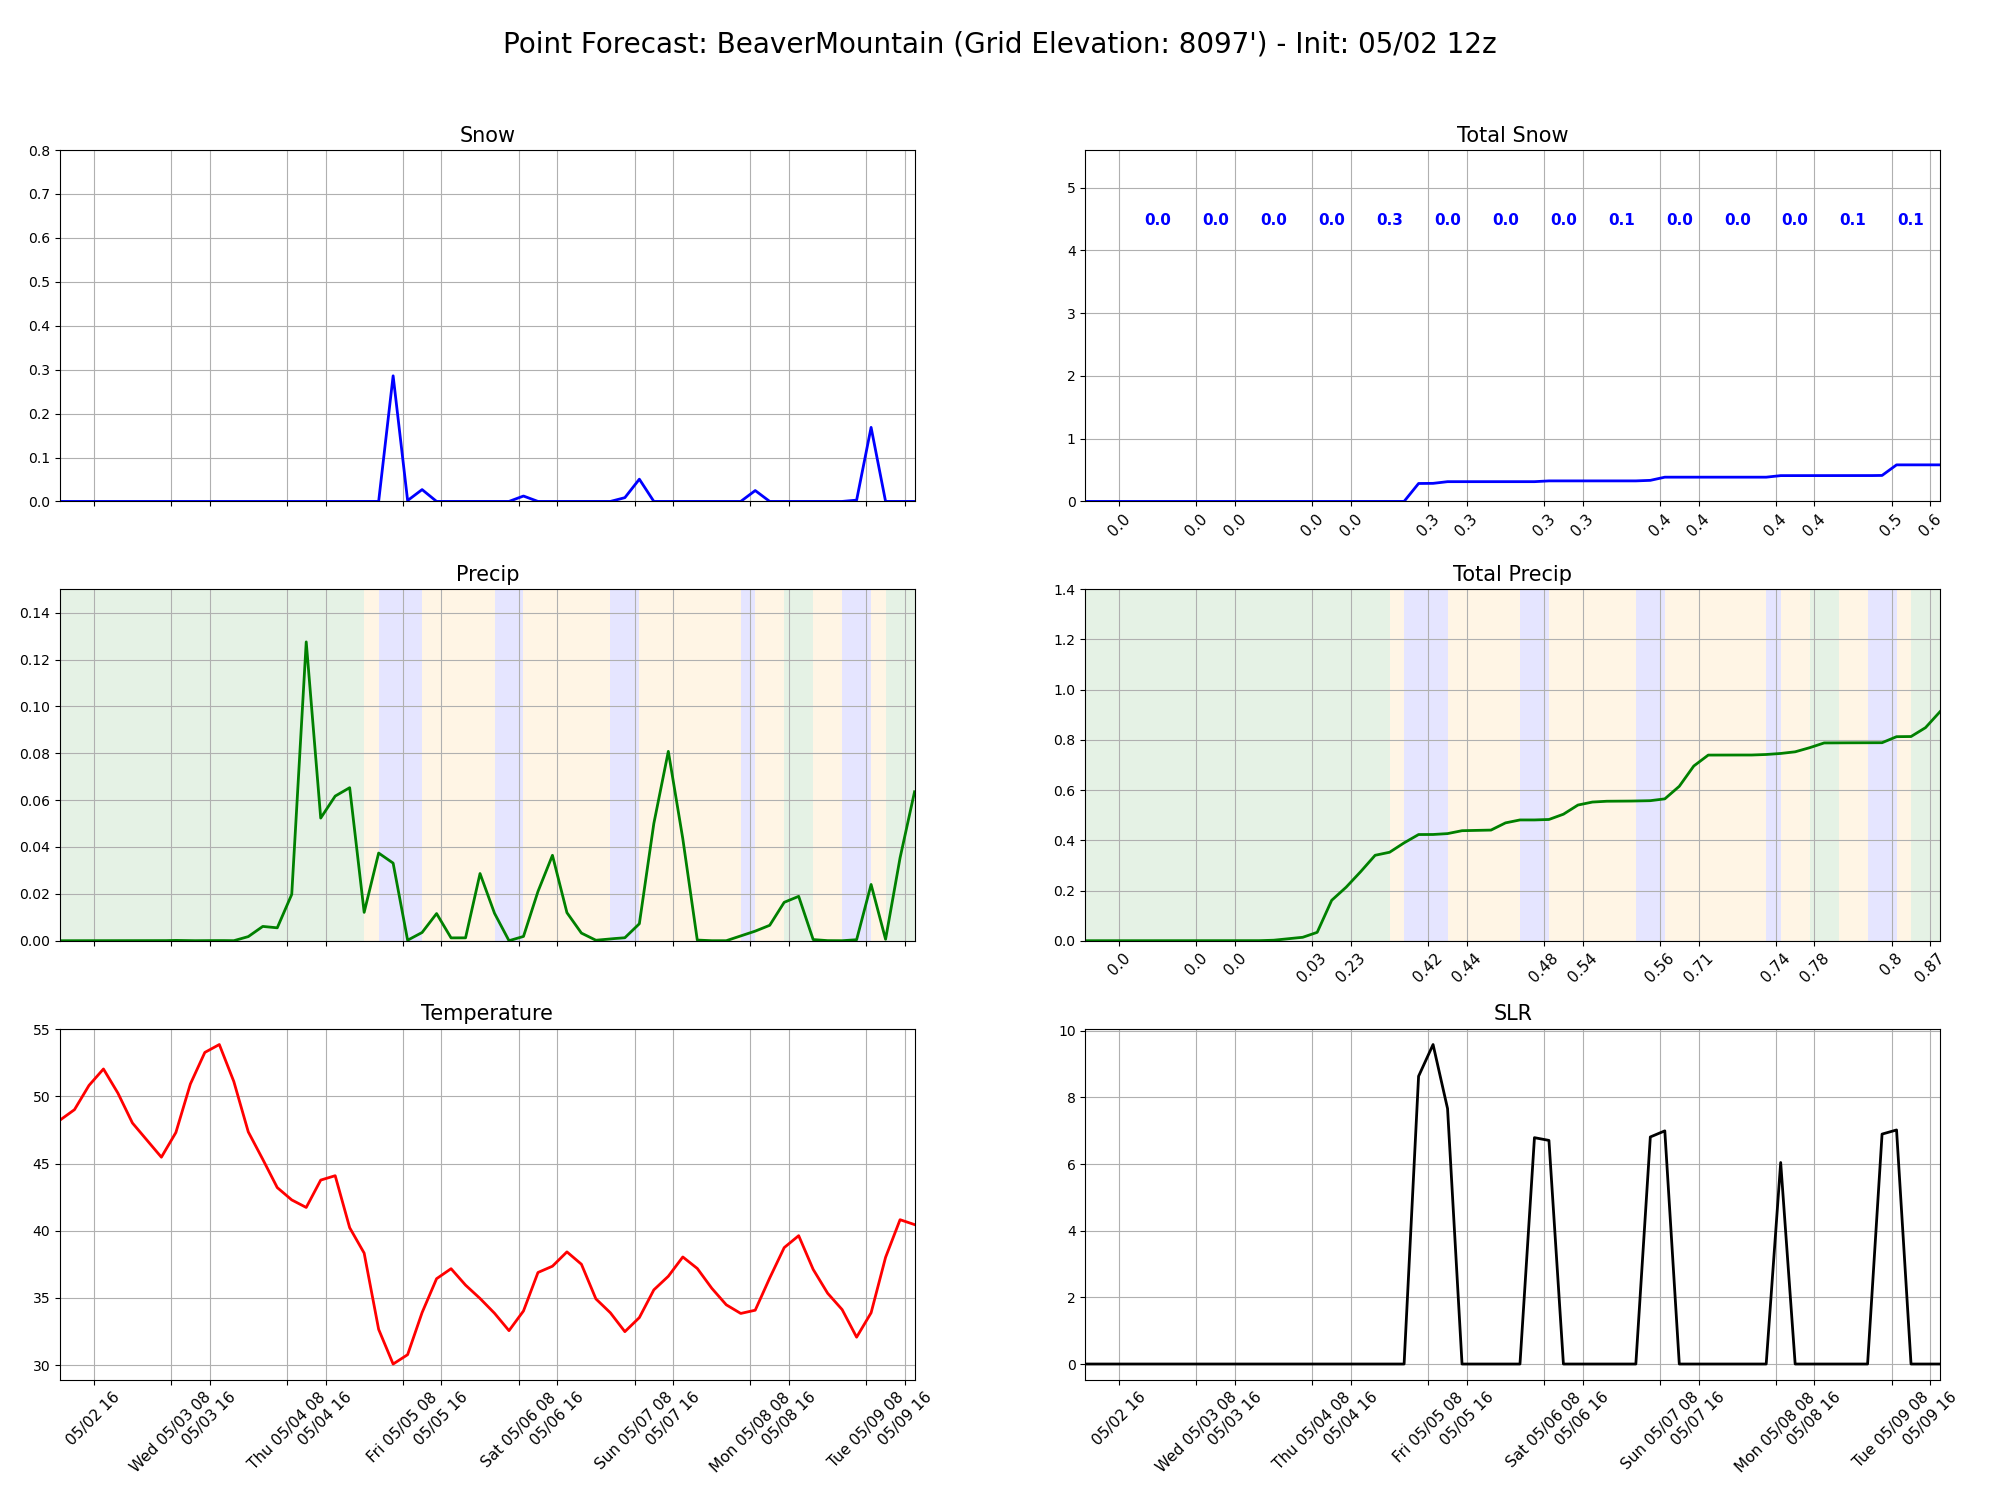 Point Forecast: BeaverMountain (Grid Elevation: 8097') - Init: 05/02 12z
Snow
0.8
0.7
0.6
0.5
0.4
0.3
0.2
0.1
0.0
Total Snow
5
4
3
2
1
0
0.0 0.0 0.0 0.0 0.3 0.0 0.0 0.0 0.1 0.0 0.0 0.0 0.1 0.1
0.0 0.0 0.0 0.0 0.0 0.3 0.3 0.3 0.3 0.4 0.4 0.4 0.4 0.5 0.6
Precip
0.14
0.12
0.10
0.08
0.06
0.04
0.02
0.00
Total Precip
1.4
1.2
1.0
0.8
0.6
0.4
0.2
0.0
0.0 0.0 0.0 0.03 0.23 0.42 0.44 0.48 0.54 0.56 0.71 0.74 0.78 0.8 0.87
Temperature
55
50
45
40
35
30
05/02 16
Wed 05/03 08
05/03 16
Thu 05/04 08
05/04 16
Fri 05/05 08
05/05 16
Sat 05/06 08
05/06 16
Sun 05/07 08
05/07 16
Mon 05/08 08
05/08 16
Tue 05/09 08
05/09 16
SLR
10
8
6
4
2
0
05/02 16
Wed 05/03 08
05/03 16
Thu 05/04 08
05/04 16
Fri 05/05 08
05/05 16
Sat 05/06 08
05/06 16
Sun 05/07 08
05/07 16
Mon 05/08 08
05/08 16
Tue 05/09 08
05/09 16